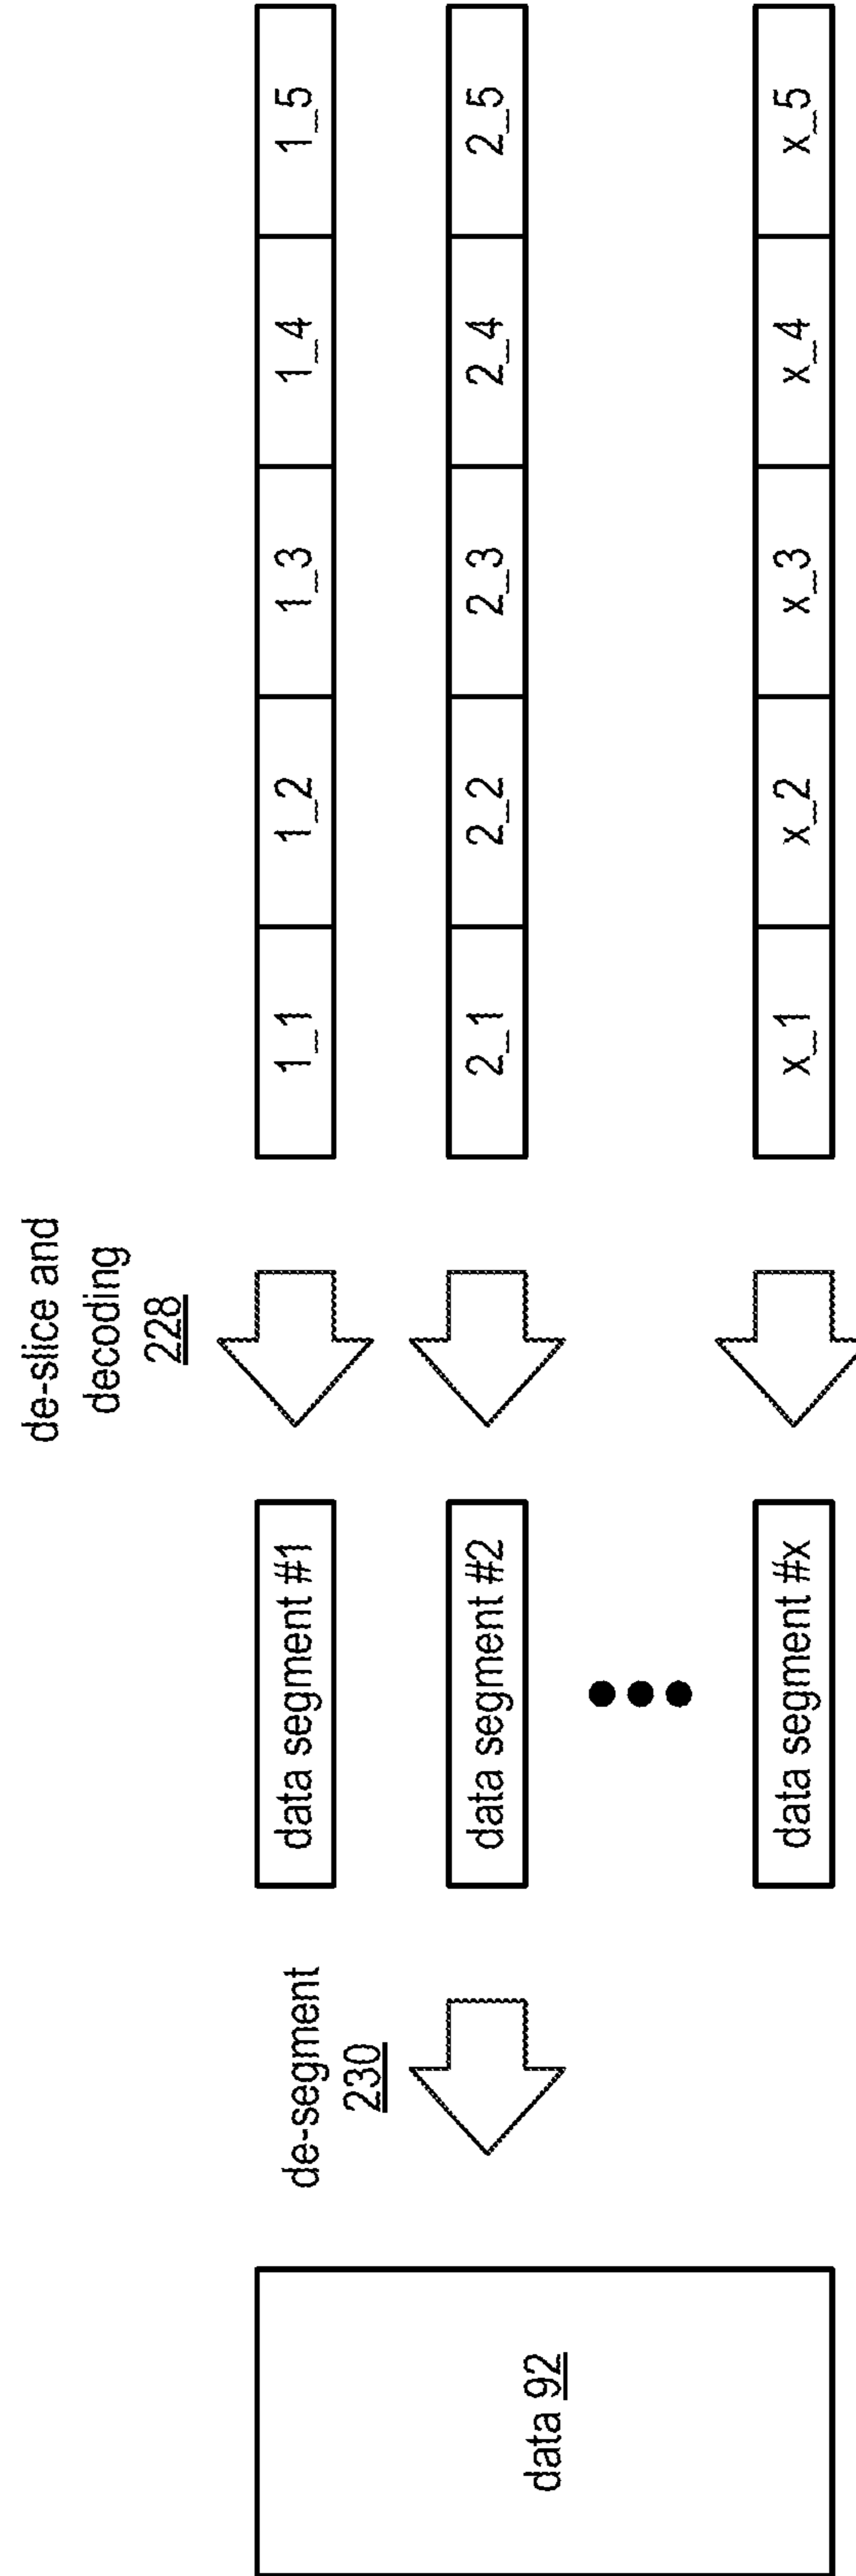 de-slice and
decoding
228
de-segment
230
data 92
data segment #1
1_1 1_2 1_3 1_4 1_5
data segment #2
2_1 2_2 2_3 2_4 2_5
data segment #x
x_1 x_2 x_3 x_4 x_5